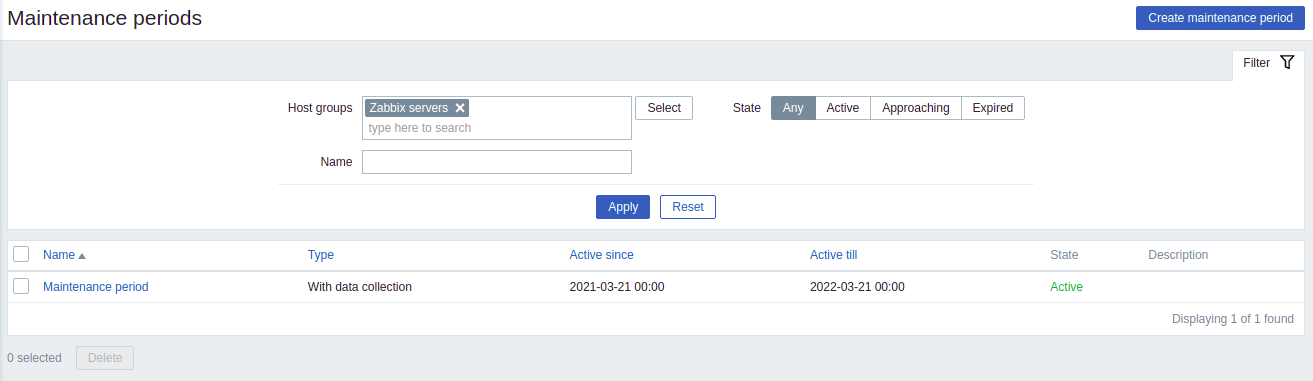 Maintenance periods
Create maintenance period
Filter
Host groups
Zabbix servers
type here to search
Select
State
Any
Active
Approaching
Expired
Name
Apply
Reset
Name
Type
Active since
Active till
State
Description
Maintenance period
With data collection
2021-03-21 00:00
2022-03-21 00:00
Active
Displaying 1 of 1 found
0 selected
Delete